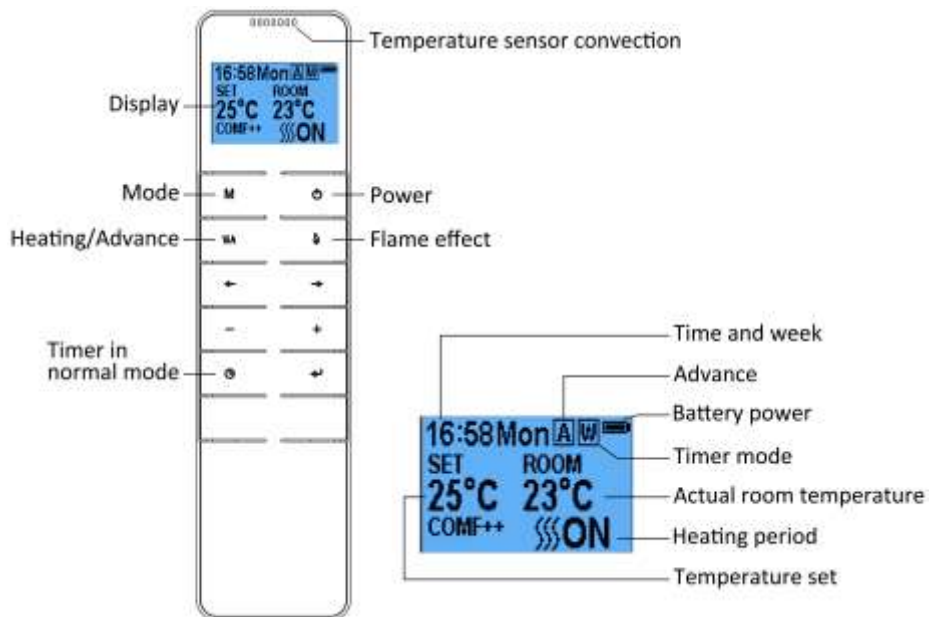 Temperature sensor convection
16:58Mon A W
SET ROOM
Display
25°C 23°C
COMF++ ON
Mode
M
Power
Heating/Advance
Flame effect
← →
- +
Timer in
normal mode
Time and week
Advance
Battery power
16:58Mon A W
Timer mode
SET ROOM
25°C 23°C
Actual room temperature
COMF++ ON
Heating period
Temperature set